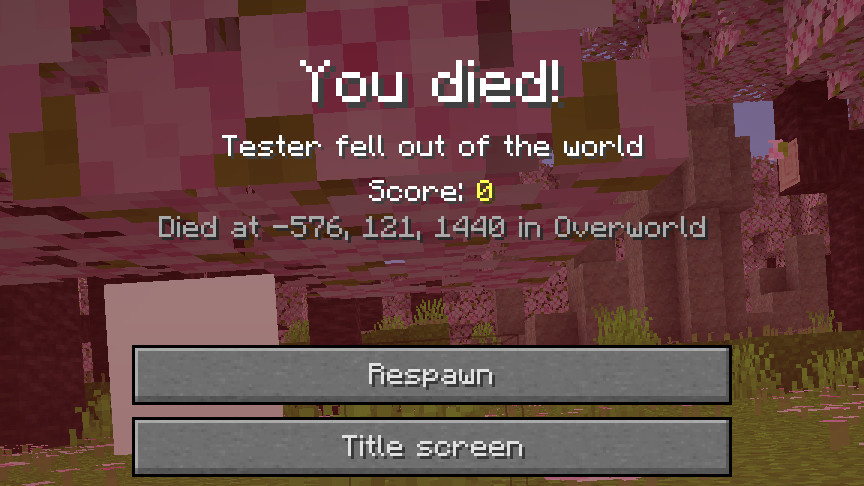 You died!
Tester fell out of the world
Score: 0
Died at -576, 121, 1440 in Overworld
Respawn
Title screen